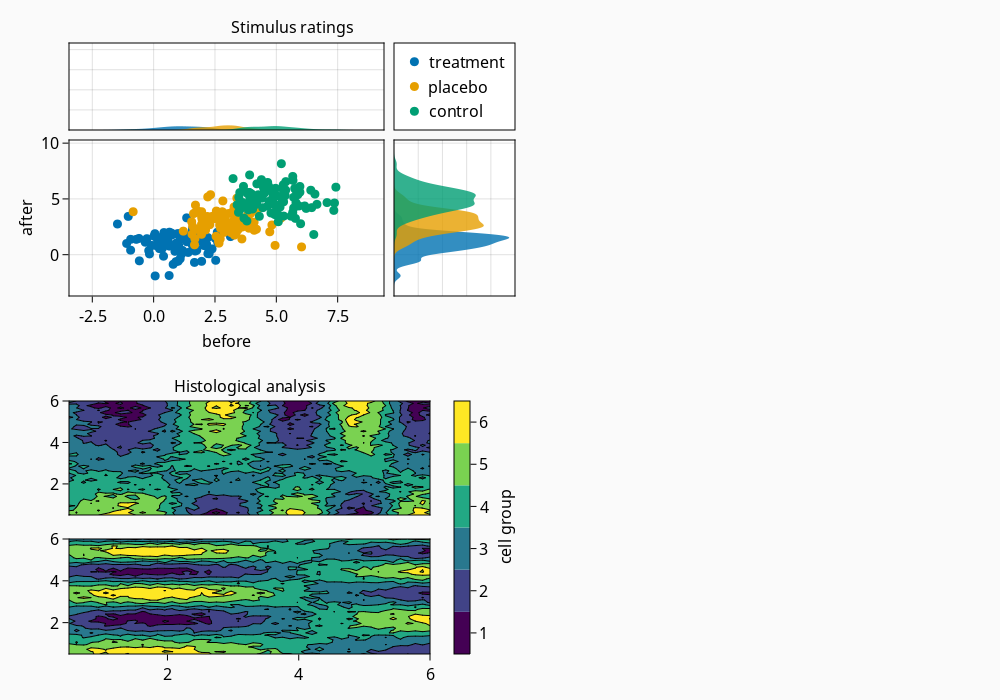 Stimulus ratings
treatment
placebo
control
10
5
0
after
-2.5 0.0 2.5 5.0 7.5
before
Histological analysis
6
4
2
6
4
2
2 4 6
6
5
4
3
2
1
cell group